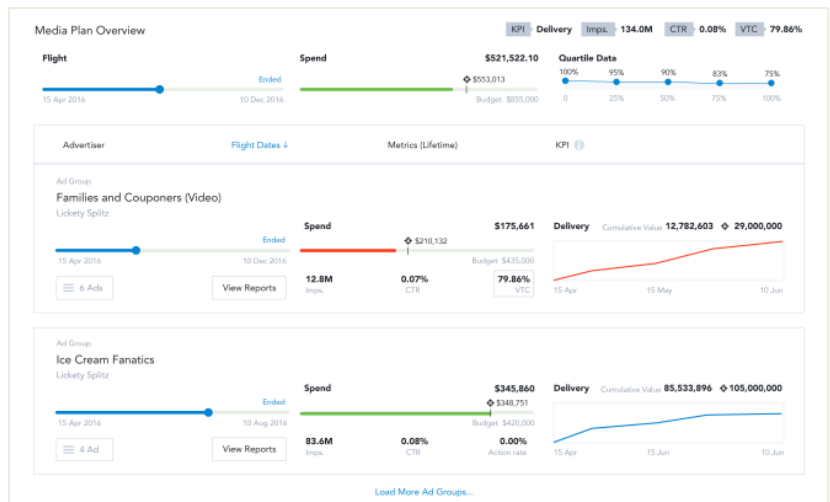 Media Plan Overview
KPI Delivery Imps. 134.0M CTR 0.08% VTC 79.86%
Flight
Ended
15 Apr 2016 10 Dec 2016
Spend $521,522.10
$553,013
Budget $855,000
Quartile Data
100% 95% 90% 83% 75%
0 25% 50% 75% 100%
Advertiser Flight Dates ↓ Metrics (Lifetime) KPI i
Ad Group
Families and Couponers (Video)
Lickety Splitz
Ended
15 Apr 2016 10 Dec 2016
6 Ads View Reports
Spend $175,661
$210,132
Budget $435,000
12.8M 0.07% 79.86%
Imps. CTR VTC
Delivery Cumulative Value 12,782,603 29,000,000
15 Apr 15 May 10 Jun
Ad Group
Ice Cream Fanatics
Lickety Splitz
Ended
15 Apr 2016 10 Aug 2016
4 Ad View Reports
Spend $345,860
$348,751
Budget $420,000
83.6M 0.08% 0.00%
Imps. CTR Action rate
Delivery Cumulative Value 85,533,896 105,000,000
15 Apr 15 Jun 10 Jun
Load More Ad Groups...